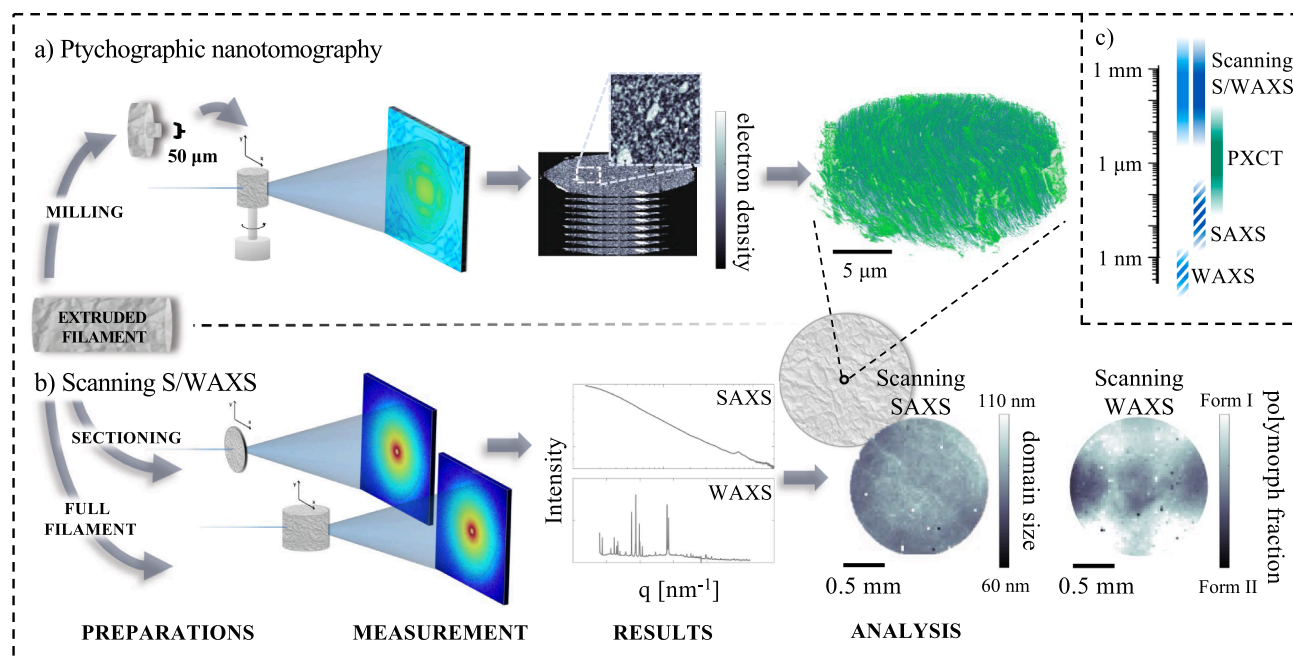 a) Ptychographic nanotomography
50 μm
MILLING
electron density
5 μm
c)
1 mm
Scanning
S/WAXS
1 μm
PXCT
SAXS
1 nm
WAXS
EXTRUDED
FILAMENT
b) Scanning S/WAXS
SECTIONING
FULL
FILAMENT
Intensity
SAXS
WAXS
q [nm⁻¹]
Scanning
SAXS
110 nm
domain size
60 nm
0.5 mm
Scanning
WAXS
Form I
polymorph fraction
Form II
0.5 mm
PREPARATIONS
MEASUREMENT
RESULTS
ANALYSIS